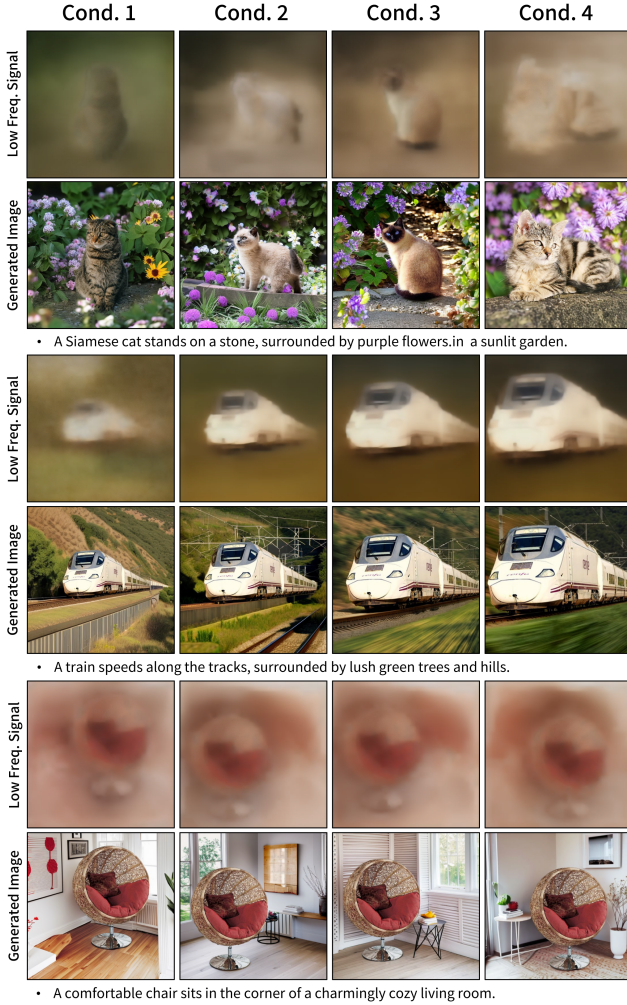 Cond. 1 Cond. 2 Cond. 3 Cond. 4
Low Freq. Signal
Generated Image
• A Siamese cat stands on a stone, surrounded by purple flowers.in a sunlit garden.
Low Freq. Signal
Generated Image
• A train speeds along the tracks, surrounded by lush green trees and hills.
Low Freq. Signal
Generated Image
• A comfortable chair sits in the corner of a charmingly cozy living room.